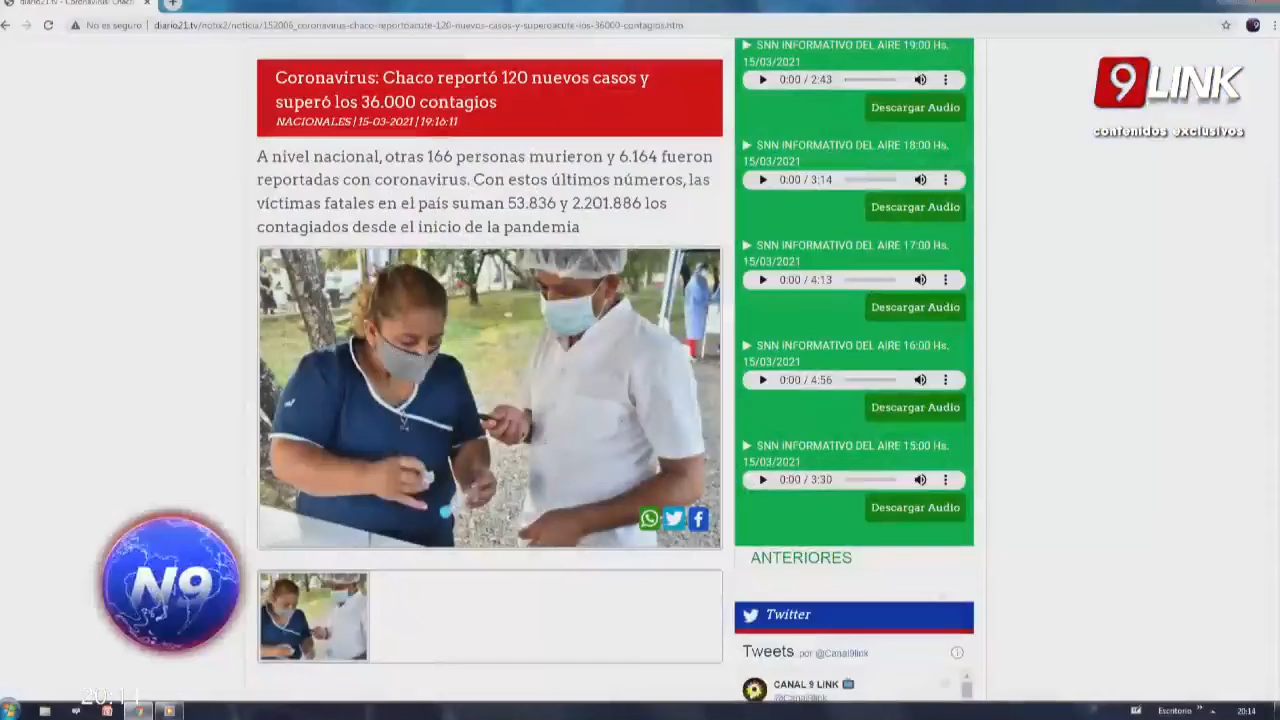 diario21.tv - Coronavirus: Chac
No es seguro | diario21.tv/notix2/noticia/152006_coronavirus-chaco-reportoacute-120-nuevos-casos-y-superoacute-los-36000-contagios.htm
Coronavirus: Chaco reportó 120 nuevos casos y
superó los 36.000 contagios
NACIONALES | 15-03-2021 | 19:16:11
A nivel nacional, otras 166 personas murieron y 6.164 fueron
reportadas con coronavirus. Con estos últimos números, las
víctimas fatales en el país suman 53.836 y 2.201.886 los
contagiados desde el inicio de la pandemia
SNN INFORMATIVO DEL AIRE 19:00 Hs.
15/03/2021
0:00 / 2:43
Descargar Audio
SNN INFORMATIVO DEL AIRE 18:00 Hs.
15/03/2021
0:00 / 3:14
Descargar Audio
SNN INFORMATIVO DEL AIRE 17:00 Hs.
15/03/2021
0:00 / 4:13
Descargar Audio
SNN INFORMATIVO DEL AIRE 16:00 Hs.
15/03/2021
0:00 / 4:56
Descargar Audio
SNN INFORMATIVO DEL AIRE 15:00 Hs.
15/03/2021
0:00 / 3:30
Descargar Audio
ANTERIORES
Twitter
Tweets por @Canal9link
CANAL 9 LINK
@Canal9link
9 LINK
contenidos exclusivos
N9
Escritorio
20:14